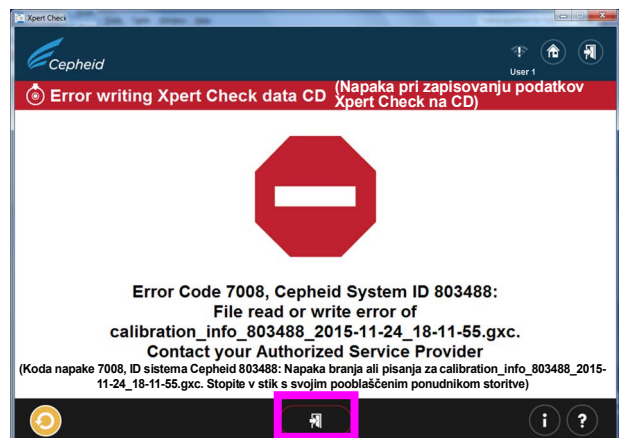 Xpert Check
Cepheid
User 1
Error writing Xpert Check data CD (Napaka pri zapisovanju podatkov
Xpert Check na CD)
Error Code 7008, Cepheid System ID 803488:
File read or write error of
calibration_info_803488_2015-11-24_18-11-55.gxc.
Contact your Authorized Service Provider
(Koda napake 7008, ID sistema Cepheid 803488: Napaka branja ali pisanja za calibration_info_803488_2015-
11-24_18-11-55.gxc. Stopite v stik s svojim pooblaščenim ponudnikom storitve)
i ?